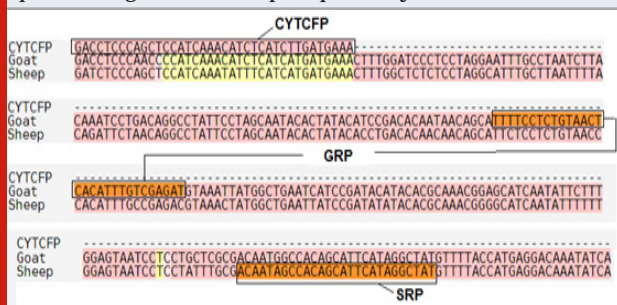 CYTCFP
CYTCFP GACCTCCCAGCTCCATCAAACATCTCATCTTGATGAAA----------------------------------
Goat GACCTCCCAACCCCATCAAACATCTCATCATGATGAAACTTTGGATCCCTCCTAGGAATTTGCCTAATCTTA
Sheep GATCTCCCAGCTCCATCAAATATTTCATCATGATGAAACTTTGGCTCTCTCCTAGGCATTTGCTTAATTTTA
CYTCFP ------------------------------------------------------------------------
Goat CAAATCCTGACAGGCCTATTCCTAGCAATACACTATACATCCGACACAATAACAGCATTTTCCTCTGTAACT
Sheep CAGATTCTAACAGGCCTATTCCTAGCAATACACTATACACCTGACACAACAACAGCATTCTCCTCTGTAACC
GRP
CYTCFP ------------------------------------------------------------------------
Goat CACATTTGTCGAGATGTAAATTATGGCTGAATCATCCGATACATACACGCAAACGGAGCATCAATATTCTTT
Sheep CACATTTGCCGAGACGTAAACTATGGCTGAATTATCCGATATATACACGCAAACGGGGCATCAATATTTTTT
CYTCFP ------------------------------------------------------------------------
Goat GGAGTAATCCTCCTGCTCGCGACAATGGCCACAGCATTCATAGGCTATGTTTTACCATGAGGACAAATATCA
Sheep GGAGTAATCCTCCTATTTGCGACAATAGCCACAGCATTCATAGGCTATGTTTTACCATGAGGACAAATATCA
SRP